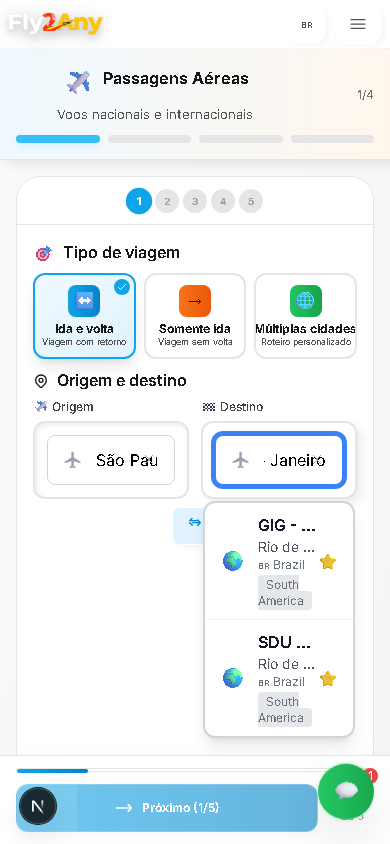 Fly2Any
BR
Passagens Aéreas
Voos nacionais e internacionais
1/4
1 2 3 4 5
Tipo de viagem
Ida e volta
Viagem com retorno
Somente ida
Viagem sem volta
Múltiplas cidades
Roteiro personalizado
Origem e destino
Origem
Destino
São Pau
Janeiro
GIG - ...
Rio de ...
BR Brazil
South
America
SDU ...
Rio de ...
BR Brazil
South
America
N
→ Próximo (1/5)
1